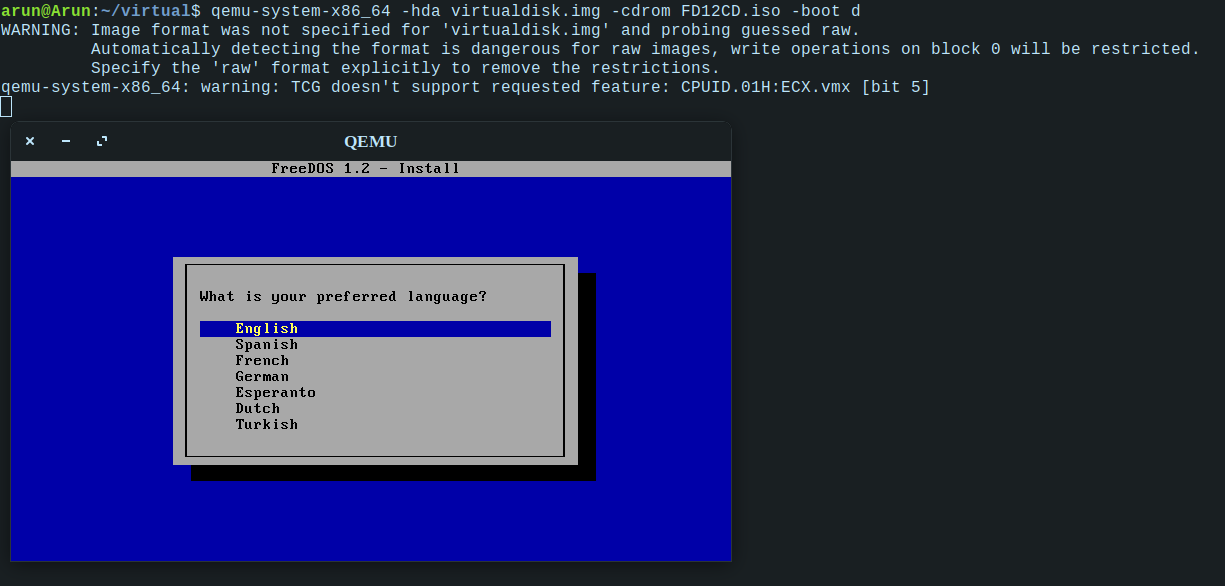 arun@Arun:~/virtual$ qemu-system-x86_64 -hda virtualdisk.img -cdrom FD12CD.iso -boot d
WARNING: Image format was not specified for 'virtualdisk.img' and probing guessed raw.
Automatically detecting the format is dangerous for raw images, write operations on block 0 will be restricted.
Specify the 'raw' format explicitly to remove the restrictions.
qemu-system-x86_64: warning: TCG doesn't support requested feature: CPUID.01H:ECX.vmx [bit 5]
QEMU
FreeDOS 1.2 - Install
What is your preferred language?
English
Spanish
French
German
Esperanto
Dutch
Turkish